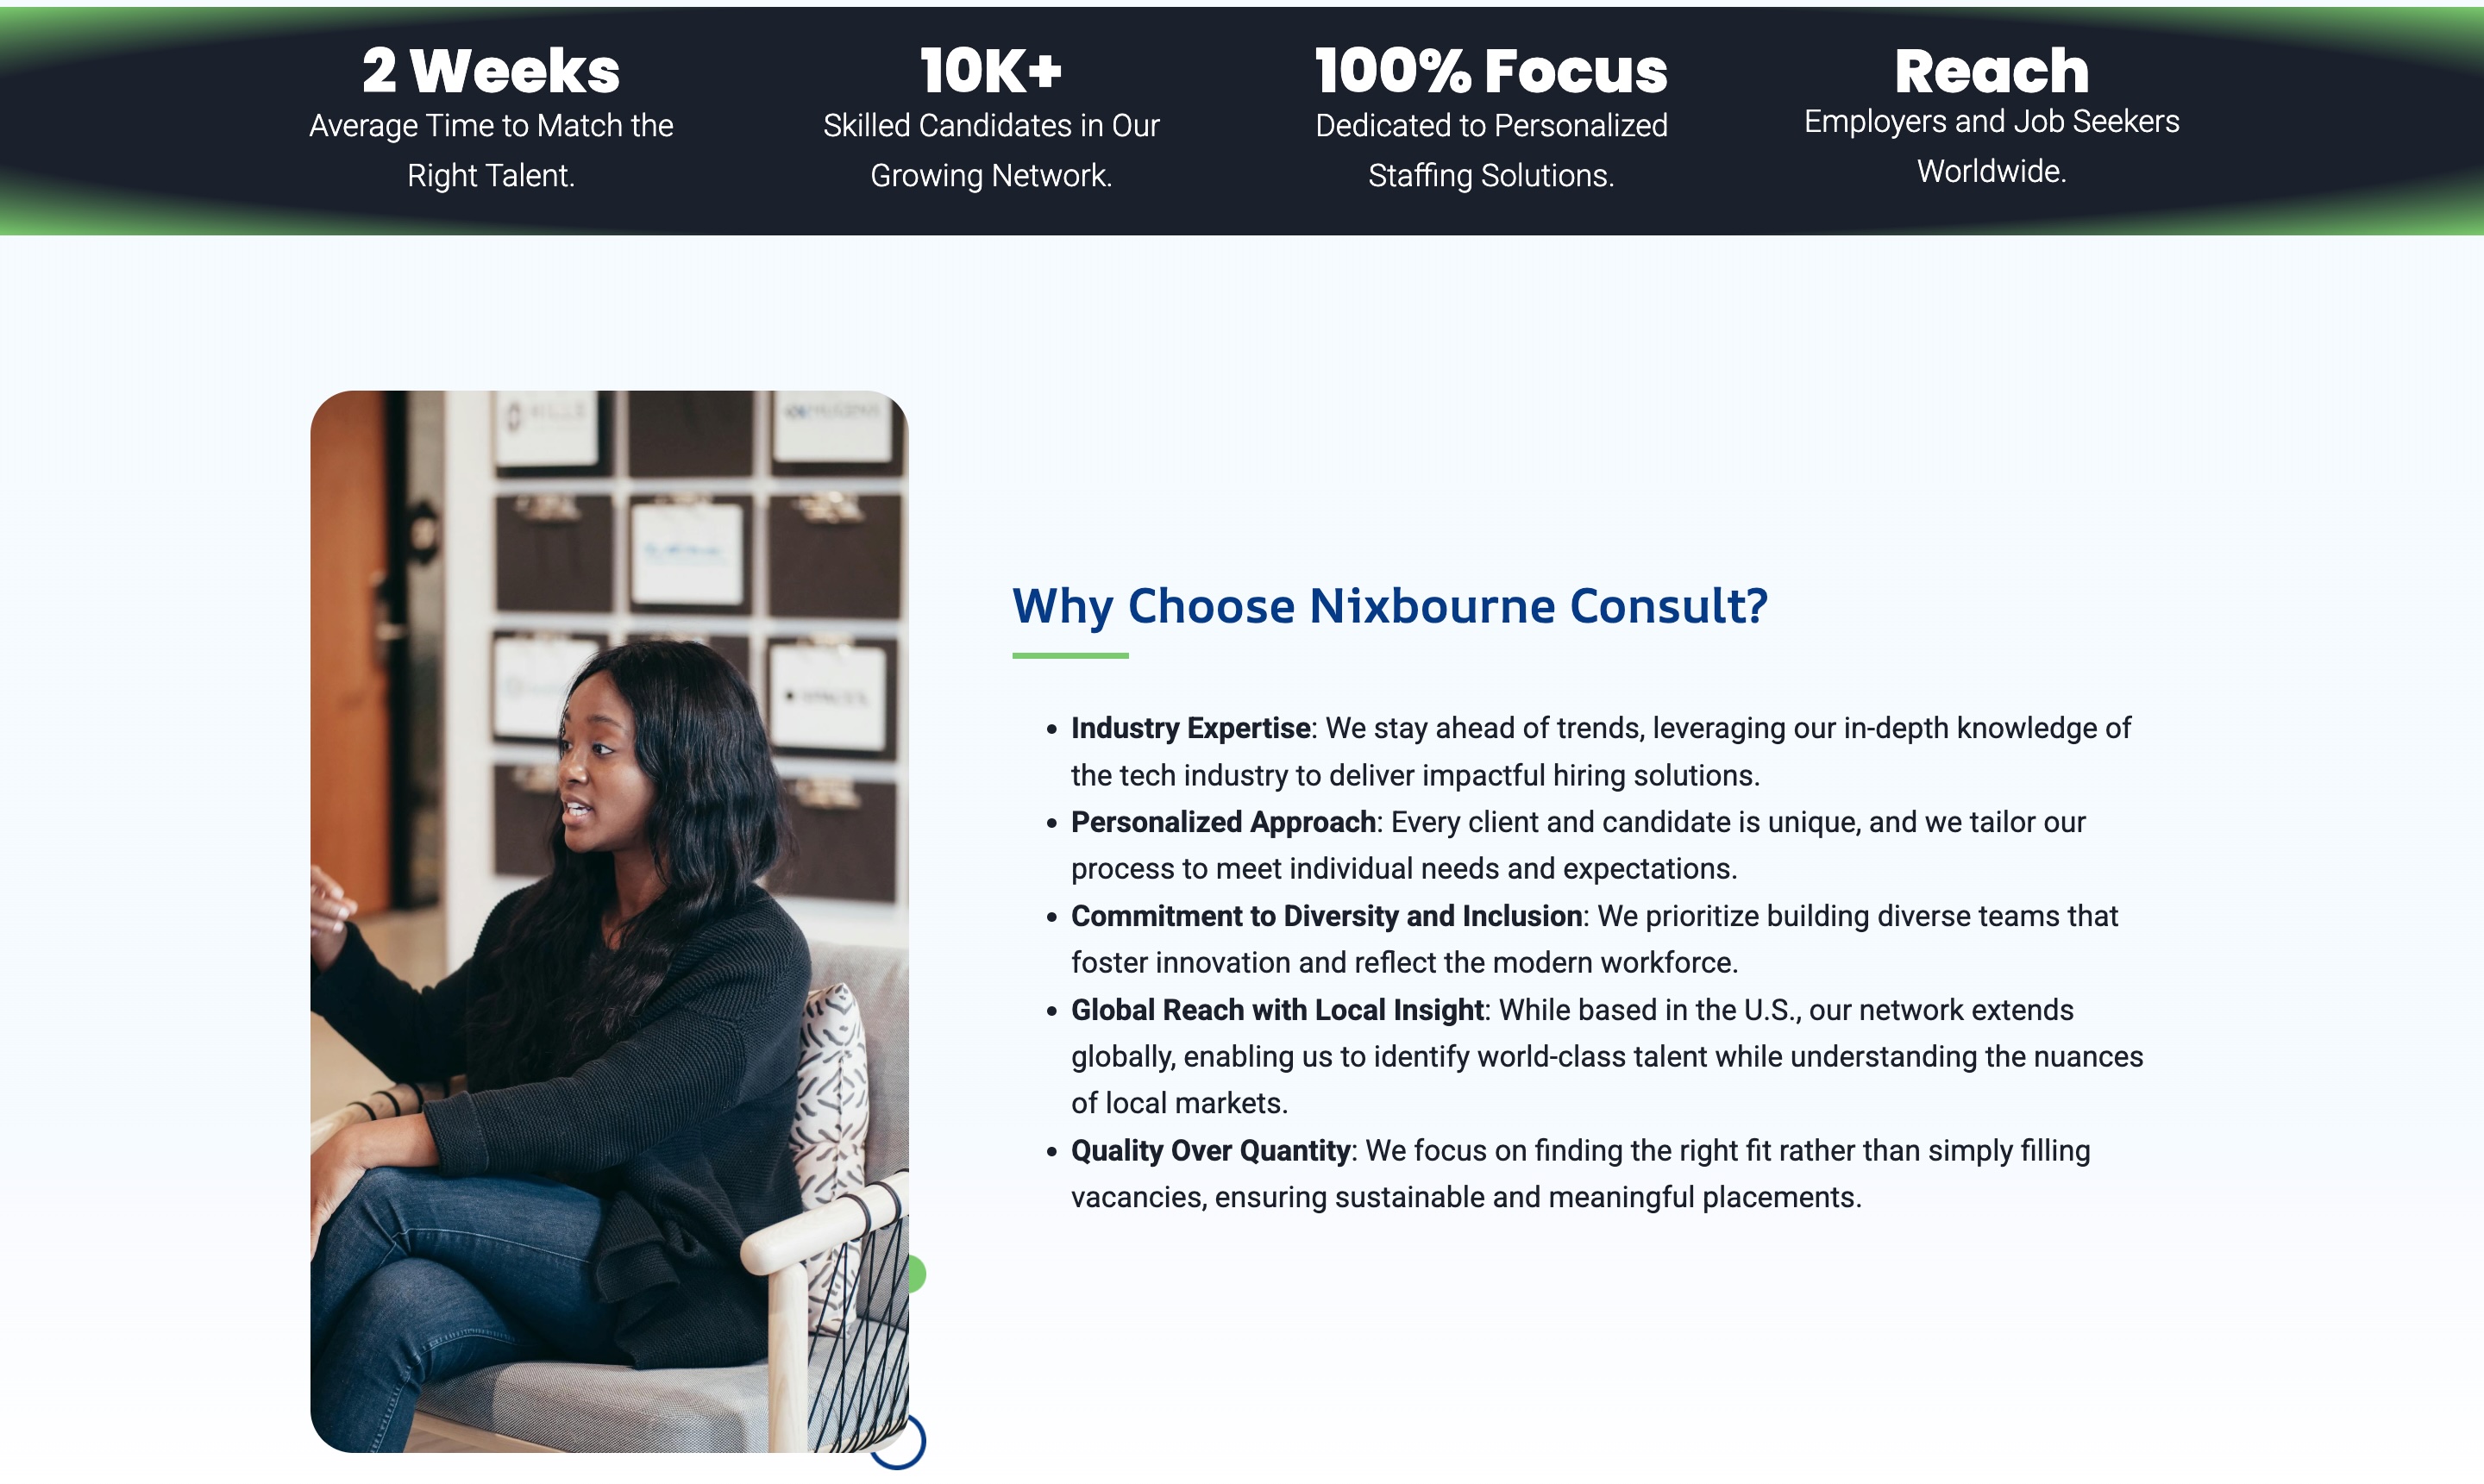 2 Weeks
Average Time to Match the
Right Talent.
10K+
Skilled Candidates in Our
Growing Network.
100% Focus
Dedicated to Personalized
Staffing Solutions.
Reach
Employers and Job Seekers
Worldwide.
Why Choose Nixbourne Consult?
Industry Expertise: We stay ahead of trends, leveraging our in-depth knowledge of
the tech industry to deliver impactful hiring solutions.
Personalized Approach: Every client and candidate is unique, and we tailor our
process to meet individual needs and expectations.
Commitment to Diversity and Inclusion: We prioritize building diverse teams that
foster innovation and reflect the modern workforce.
Global Reach with Local Insight: While based in the U.S., our network extends
globally, enabling us to identify world-class talent while understanding the nuances
of local markets.
Quality Over Quantity: We focus on finding the right fit rather than simply filling
vacancies, ensuring sustainable and meaningful placements.